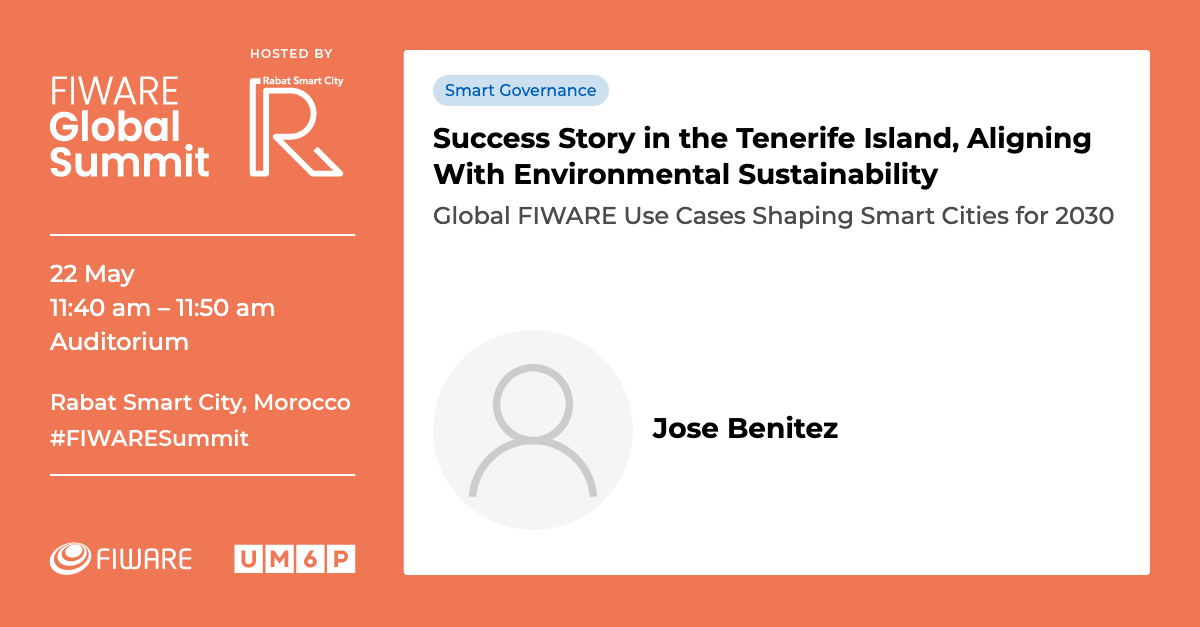 HOSTED BY
Rabat Smart City
R
FIWARE
Global
Summit
22 May
11:40 am – 11:50 am
Auditorium
Rabat Smart City, Morocco
#FIWARESummit
FIWARE
UM6P
Smart Governance
Success Story in the Tenerife Island, Aligning
With Environmental Sustainability
Global FIWARE Use Cases Shaping Smart Cities for 2030
Jose Benitez